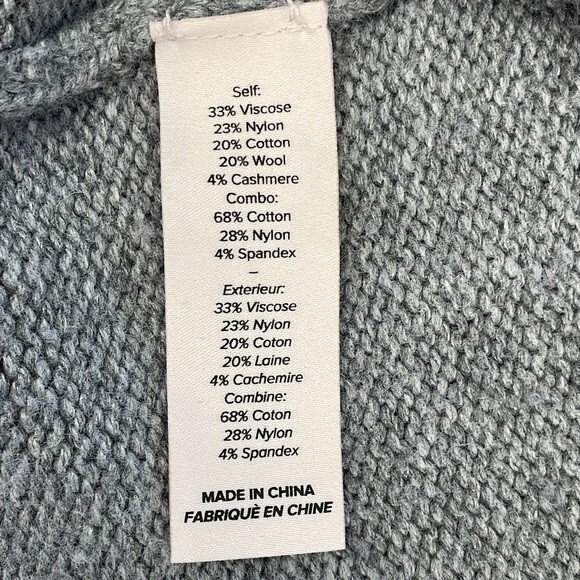 Self:
33% Viscose
23% Nylon
20% Cotton
20% Wool
4% Cashmere
Combo:
68% Cotton
28% Nylon
4% Spandex
–
Exterieur:
33% Viscose
23% Nylon
20% Coton
20% Laine
4% Cachemire
Combine:
68% Coton
28% Nylon
4% Spandex
MADE IN CHINA
FABRIQUÈ EN CHINE